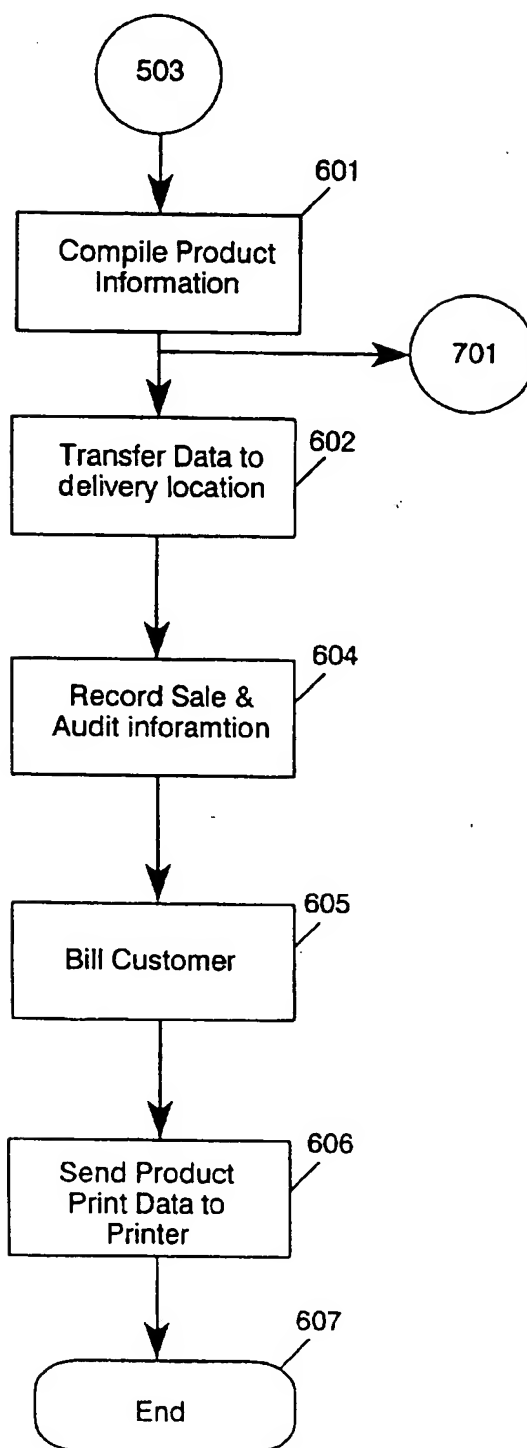 503
601
Compile Product
Information
701
602
Transfer Data to
delivery location
604
Record Sale &
Audit inforamtion
605
Bill Customer
606
Send Product
Print Data to
Printer
607
End